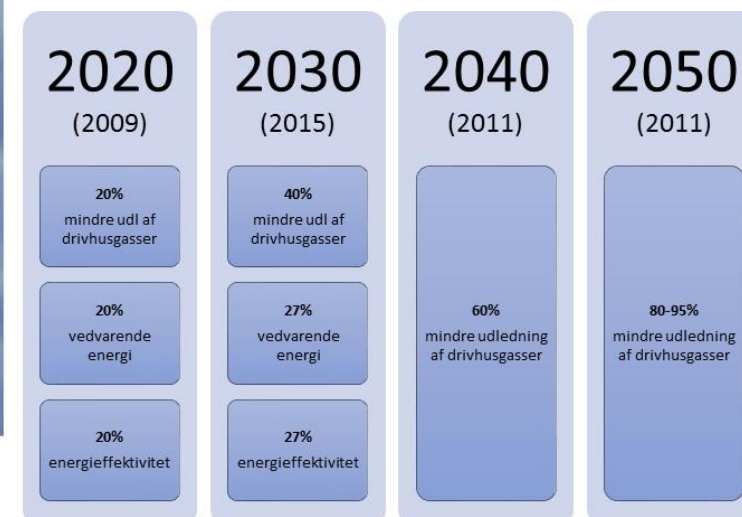 2020
(2009)
20%
mindre udl af
drivhusgasser
20%
vedvarende
energi
20%
energieffektivitet
2030
(2015)
40%
mindre udl af
drivhusgasser
27%
vedvarende
energi
27%
energieffektivitet
2040
(2011)
60%
mindre udledning
af drivhusgasser
2050
(2011)
80-95%
mindre udledning
af drivhusgasser